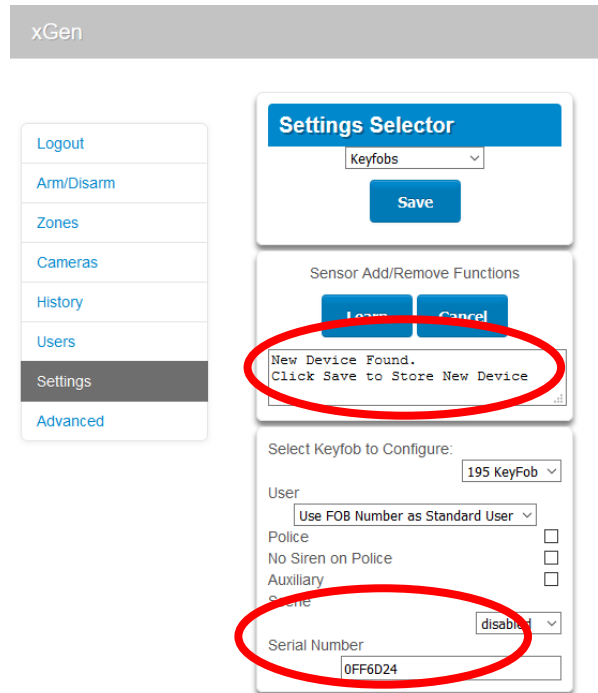 xGen
Logout
Arm/Disarm
Zones
Cameras
History
Users
Settings
Advanced
Settings Selector
Keyfobs
Save
Sensor Add/Remove Functions
Learn Cancel
New Device Found.
Click Save to Store New Device
Select Keyfob to Configure:
195 KeyFob
User
Use FOB Number as Standard User
Police
No Siren on Police
Auxiliary
Scene
disabled
Serial Number
0FF6D24